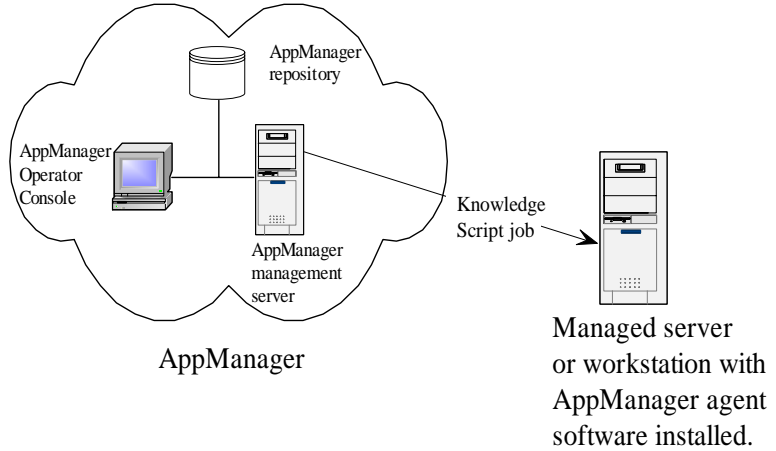 AppManager
repository
AppManager
Operator
Console
AppManager
management
server
Knowledge
Script job
AppManager
Managed server
or workstation with
AppManager agent
software installed.